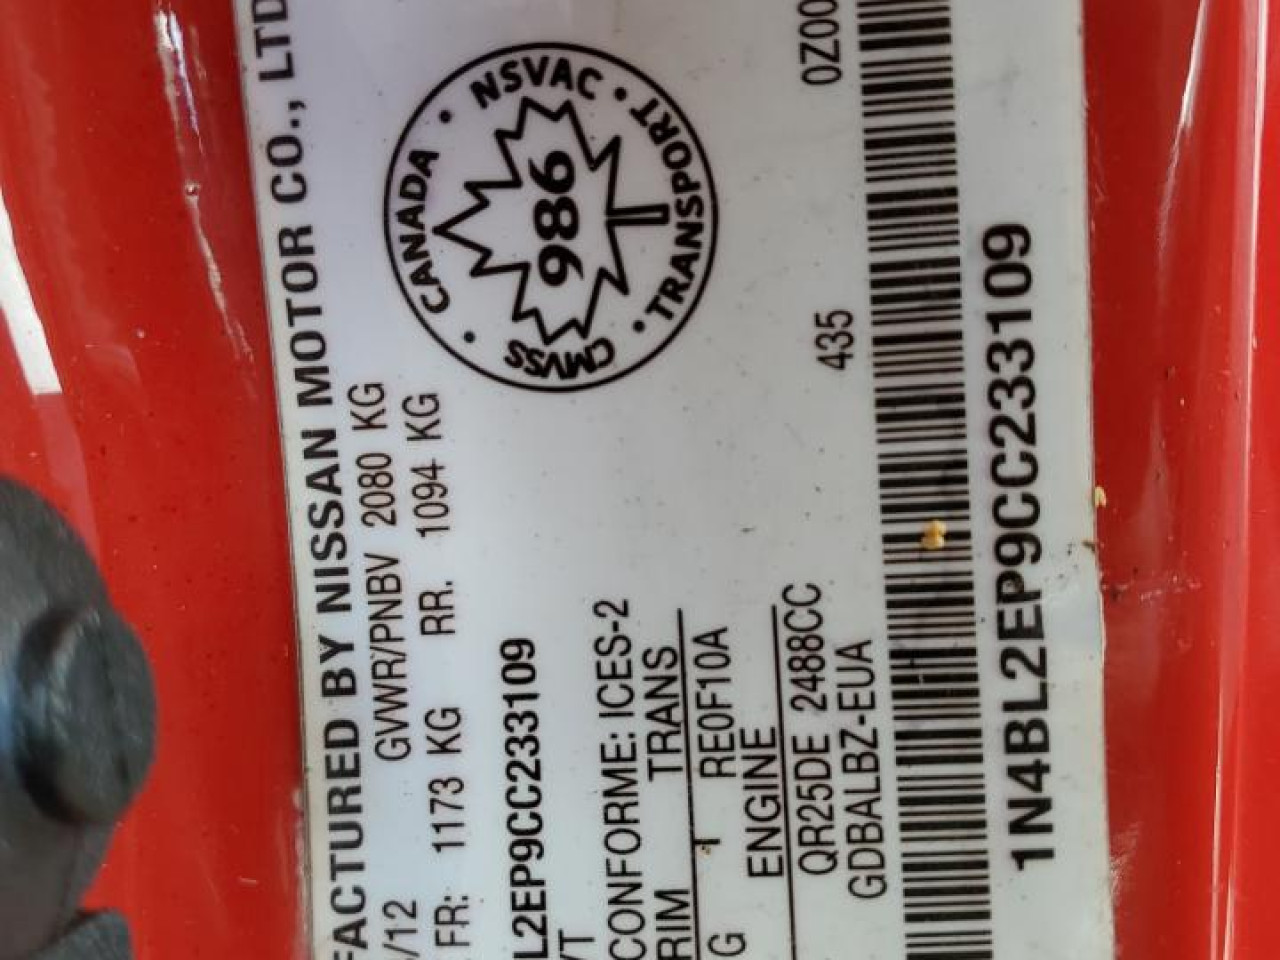 FACTURED BY NISSAN MOTOR CO., LTD
/12 GVWR/PNBV 2080 KG
FR: 1173 KG RR. 1094 KG
CANADA • NSVAC • TRANSPORT • CMVSS •
986
L2EP9CC233109
VT
CONFORME: ICES-2
RIM TRANS
G RE0F10A
ENGINE
QR25DE 2488CC 435 0Z00
GDBALBZ-EUA
1N4BL2EP9CC233109